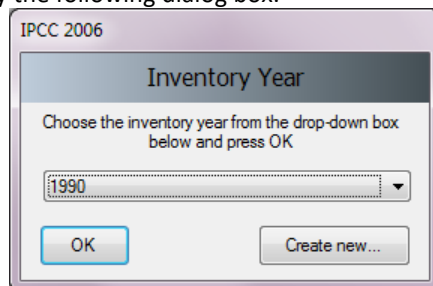 the following dialog box:
IPCC 2006
Inventory Year
Choose the inventory year from the drop-down box
below and press OK
1990
OK
Create new...